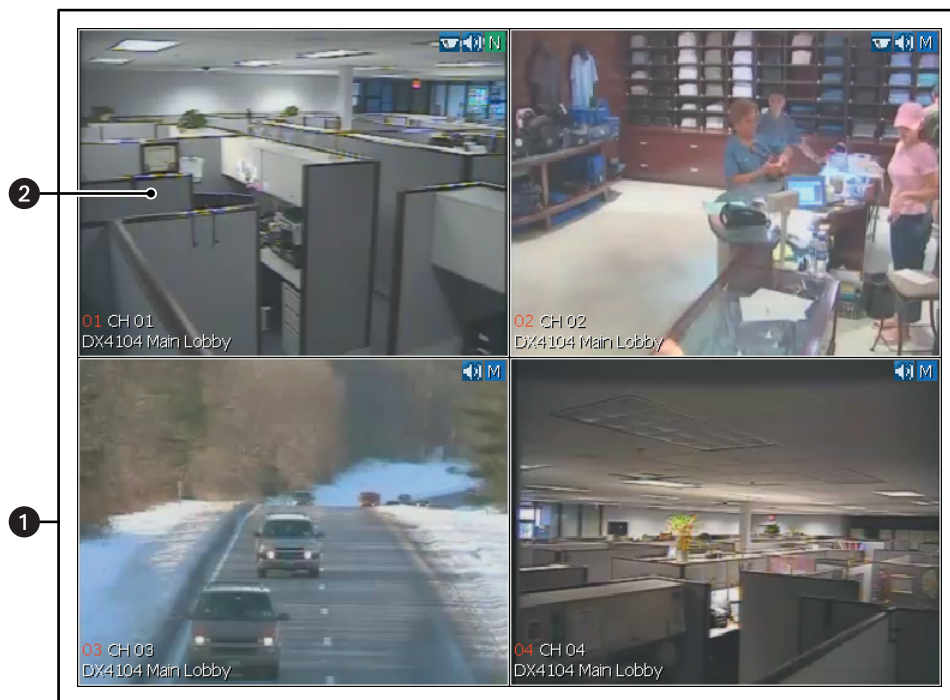 N
M
2
01 CH 01
DX4104 Main Lobby
02 CH 02
DX4104 Main Lobby
M
M
1
03 CH 03
DX4104 Main Lobby
04 CH 04
DX4104 Main Lobby